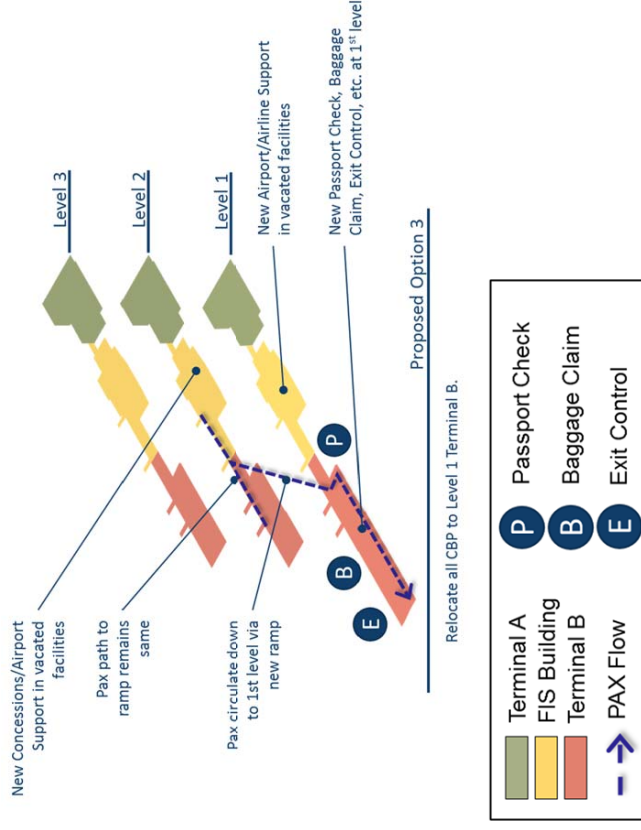 New Concessions/Airport
Support in vacated
facilities
Pax path to
ramp remains
same
Pax circulate down
to 1st level via
new ramp
Level 3
Level 2
Level 1
New Airport/Airline Support
in vacated facilities
New Passport Check, Baggage
Claim, Exit Control, etc. at 1st level
P
B
E
Proposed Option 3
Relocate all CBP to Level 1 Terminal B.
Terminal A
FIS Building
Terminal B
PAX Flow
P Passport Check
B Baggage Claim
E Exit Control